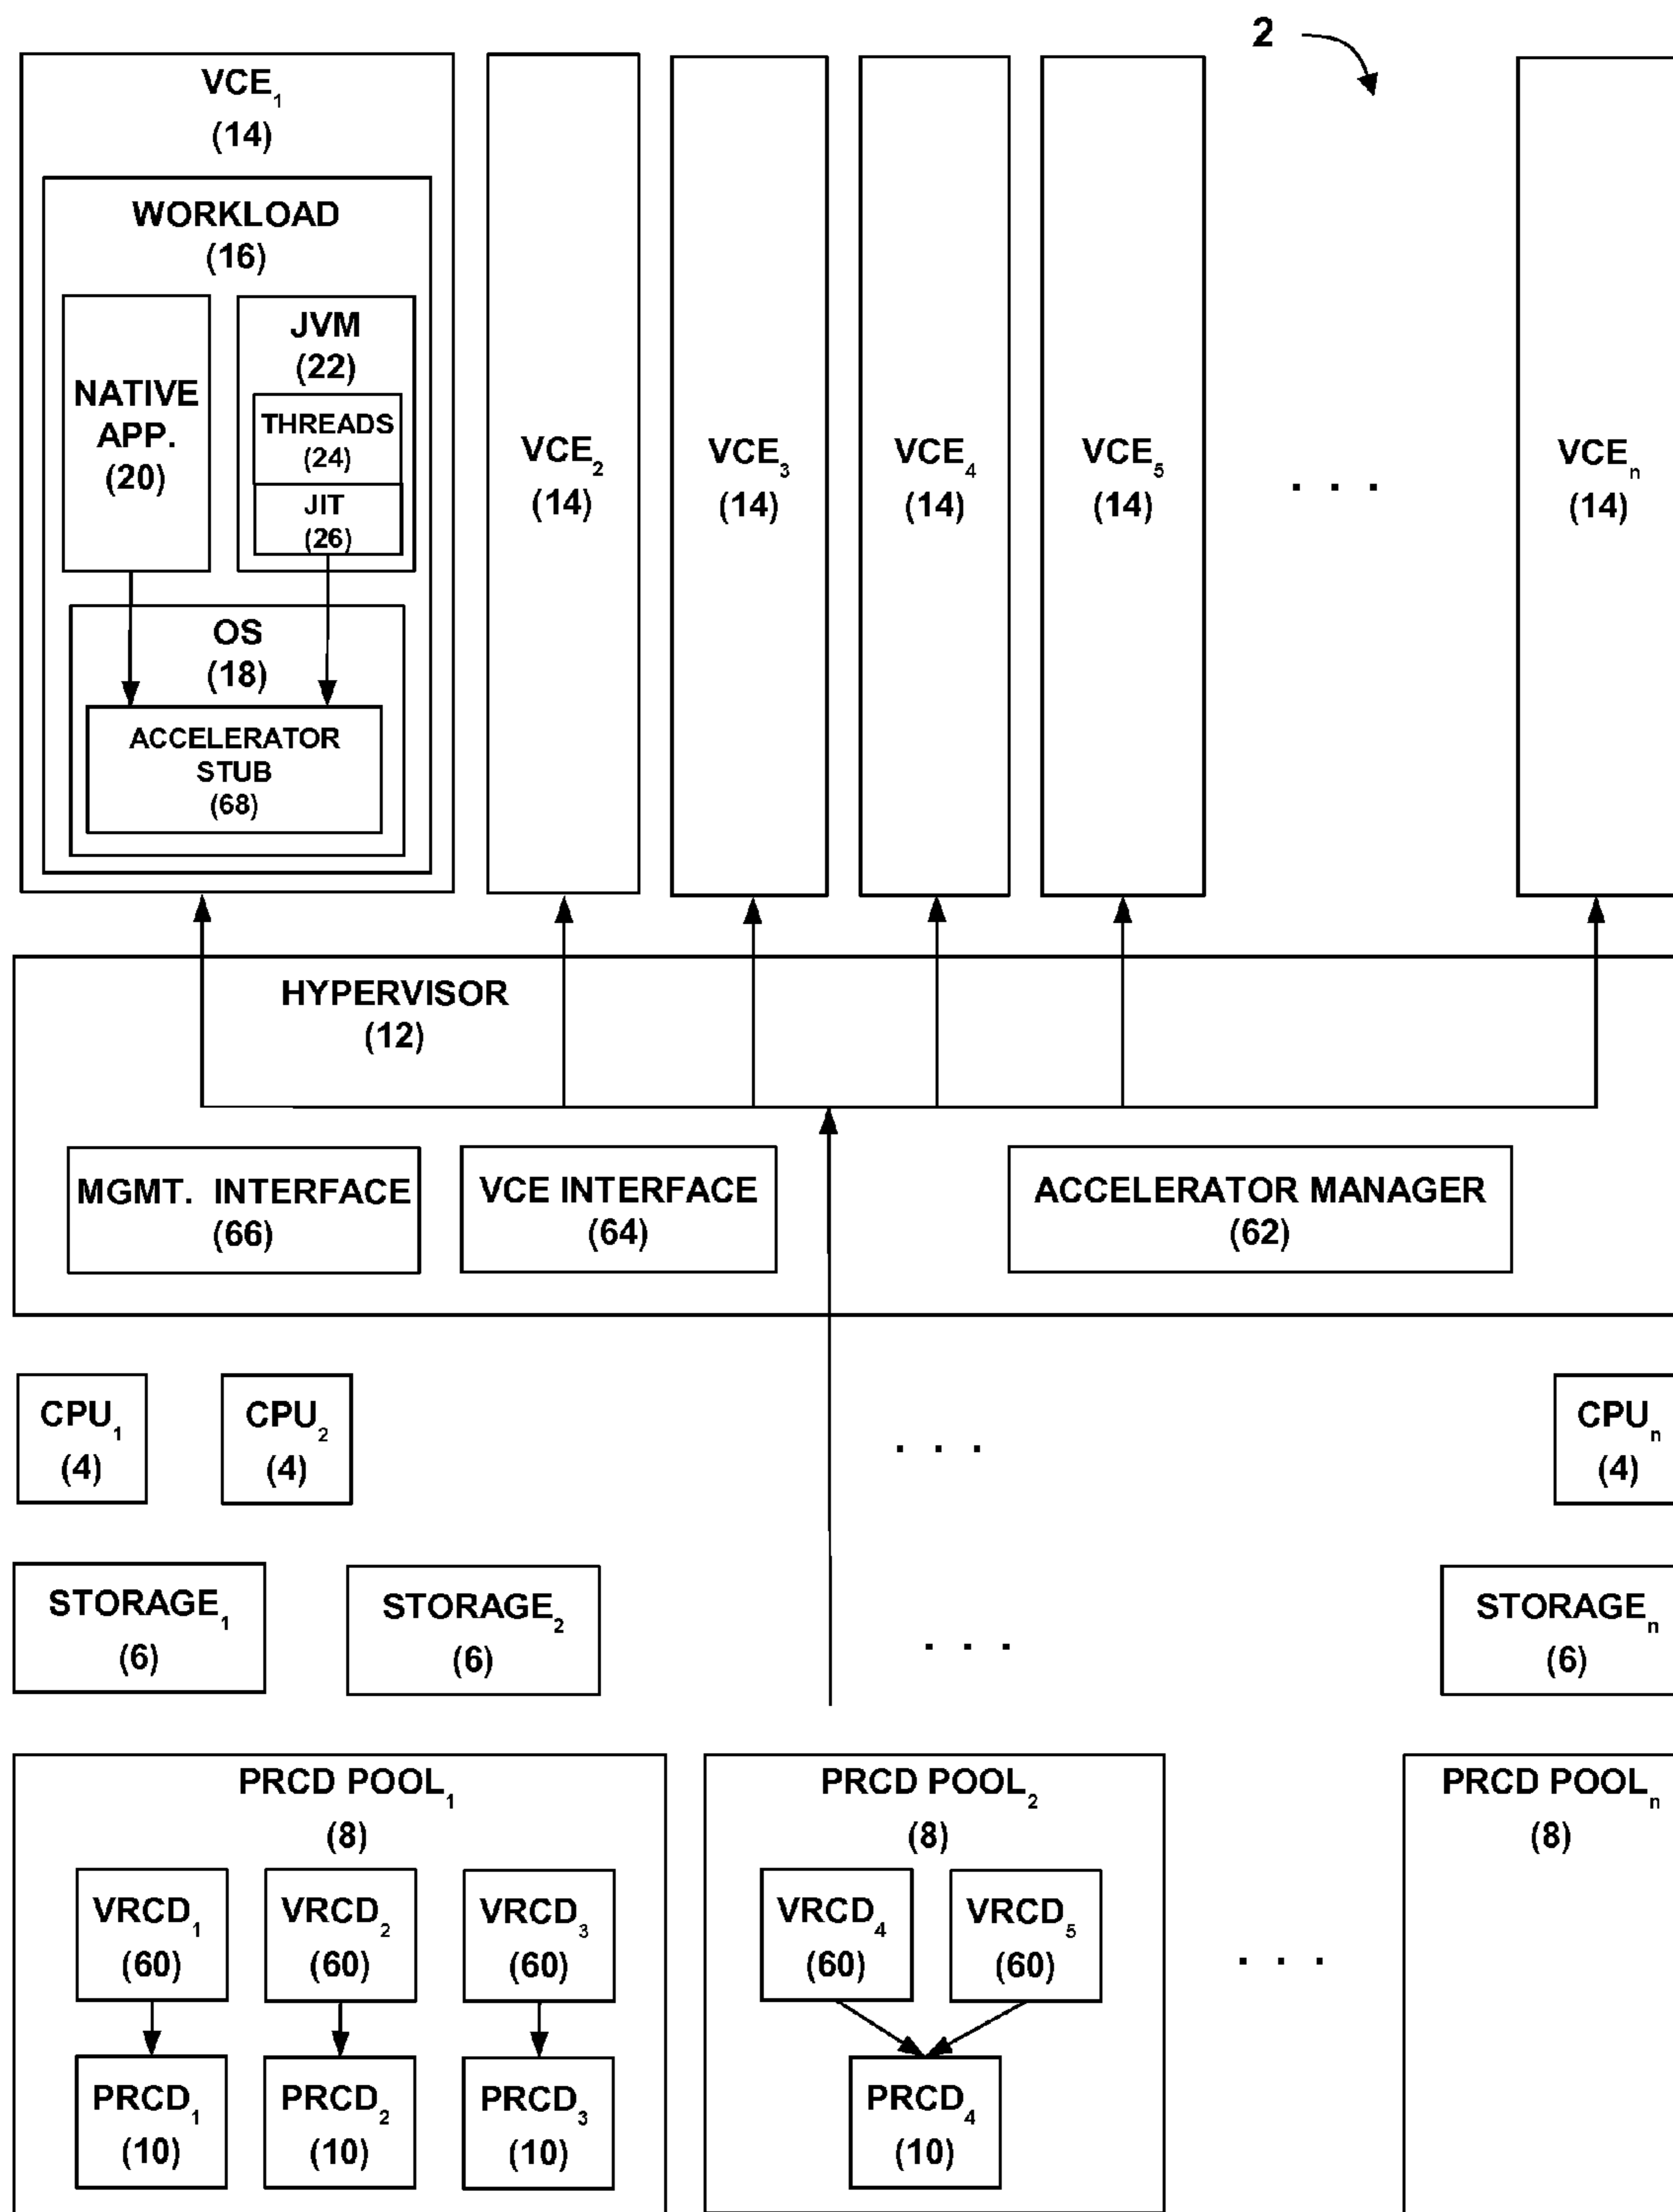 2
VCE1
(14)
WORKLOAD
(16)
NATIVE
APP.
(20)
JVM
(22)
THREADS
(24)
JIT
(26)
OS
(18)
ACCELERATOR
STUB
(68)
VCE2
(14)
VCE3
(14)
VCE4
(14)
VCE5
(14)
. . .
VCEn
(14)
HYPERVISOR
(12)
MGMT. INTERFACE
(66)
VCE INTERFACE
(64)
ACCELERATOR MANAGER
(62)
CPU1
(4)
CPU2
(4)
. . .
CPUn
(4)
STORAGE1
(6)
STORAGE2
(6)
. . .
STORAGEn
(6)
PRCD POOL1
(8)
VRCD1
(60)
VRCD2
(60)
VRCD3
(60)
PRCD1
(10)
PRCD2
(10)
PRCD3
(10)
PRCD POOL2
(8)
VRCD4
(60)
VRCD5
(60)
PRCD4
(10)
. . .
PRCD POOLn
(8)